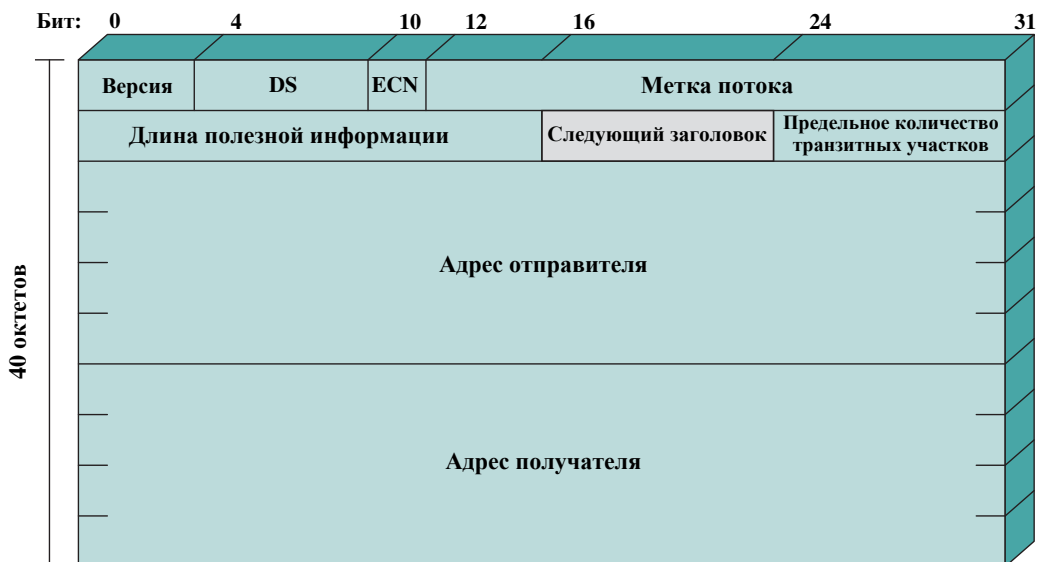 Бит: 0 4 10 12 16 24 31
Версия DS ECN Метка потока
Длина полезной информации Следующий заголовок Предельное количество
транзитных участков
Адрес отправителя
40 октетов
Адрес получателя